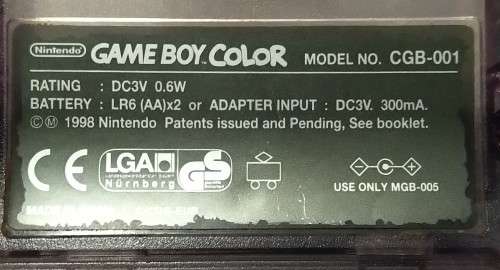 Nintendo GAME BOY COLOR MODEL NO. CGB-001
RATING : DC3V 0.6W
BATTERY : LR6 (AA)x2 or ADAPTER INPUT : DC3V. 300mA.
©Ⓜ 1998 Nintendo Patents issued and Pending, See booklet.
CE LGA GS
Nürnberg
USE ONLY MGB-005